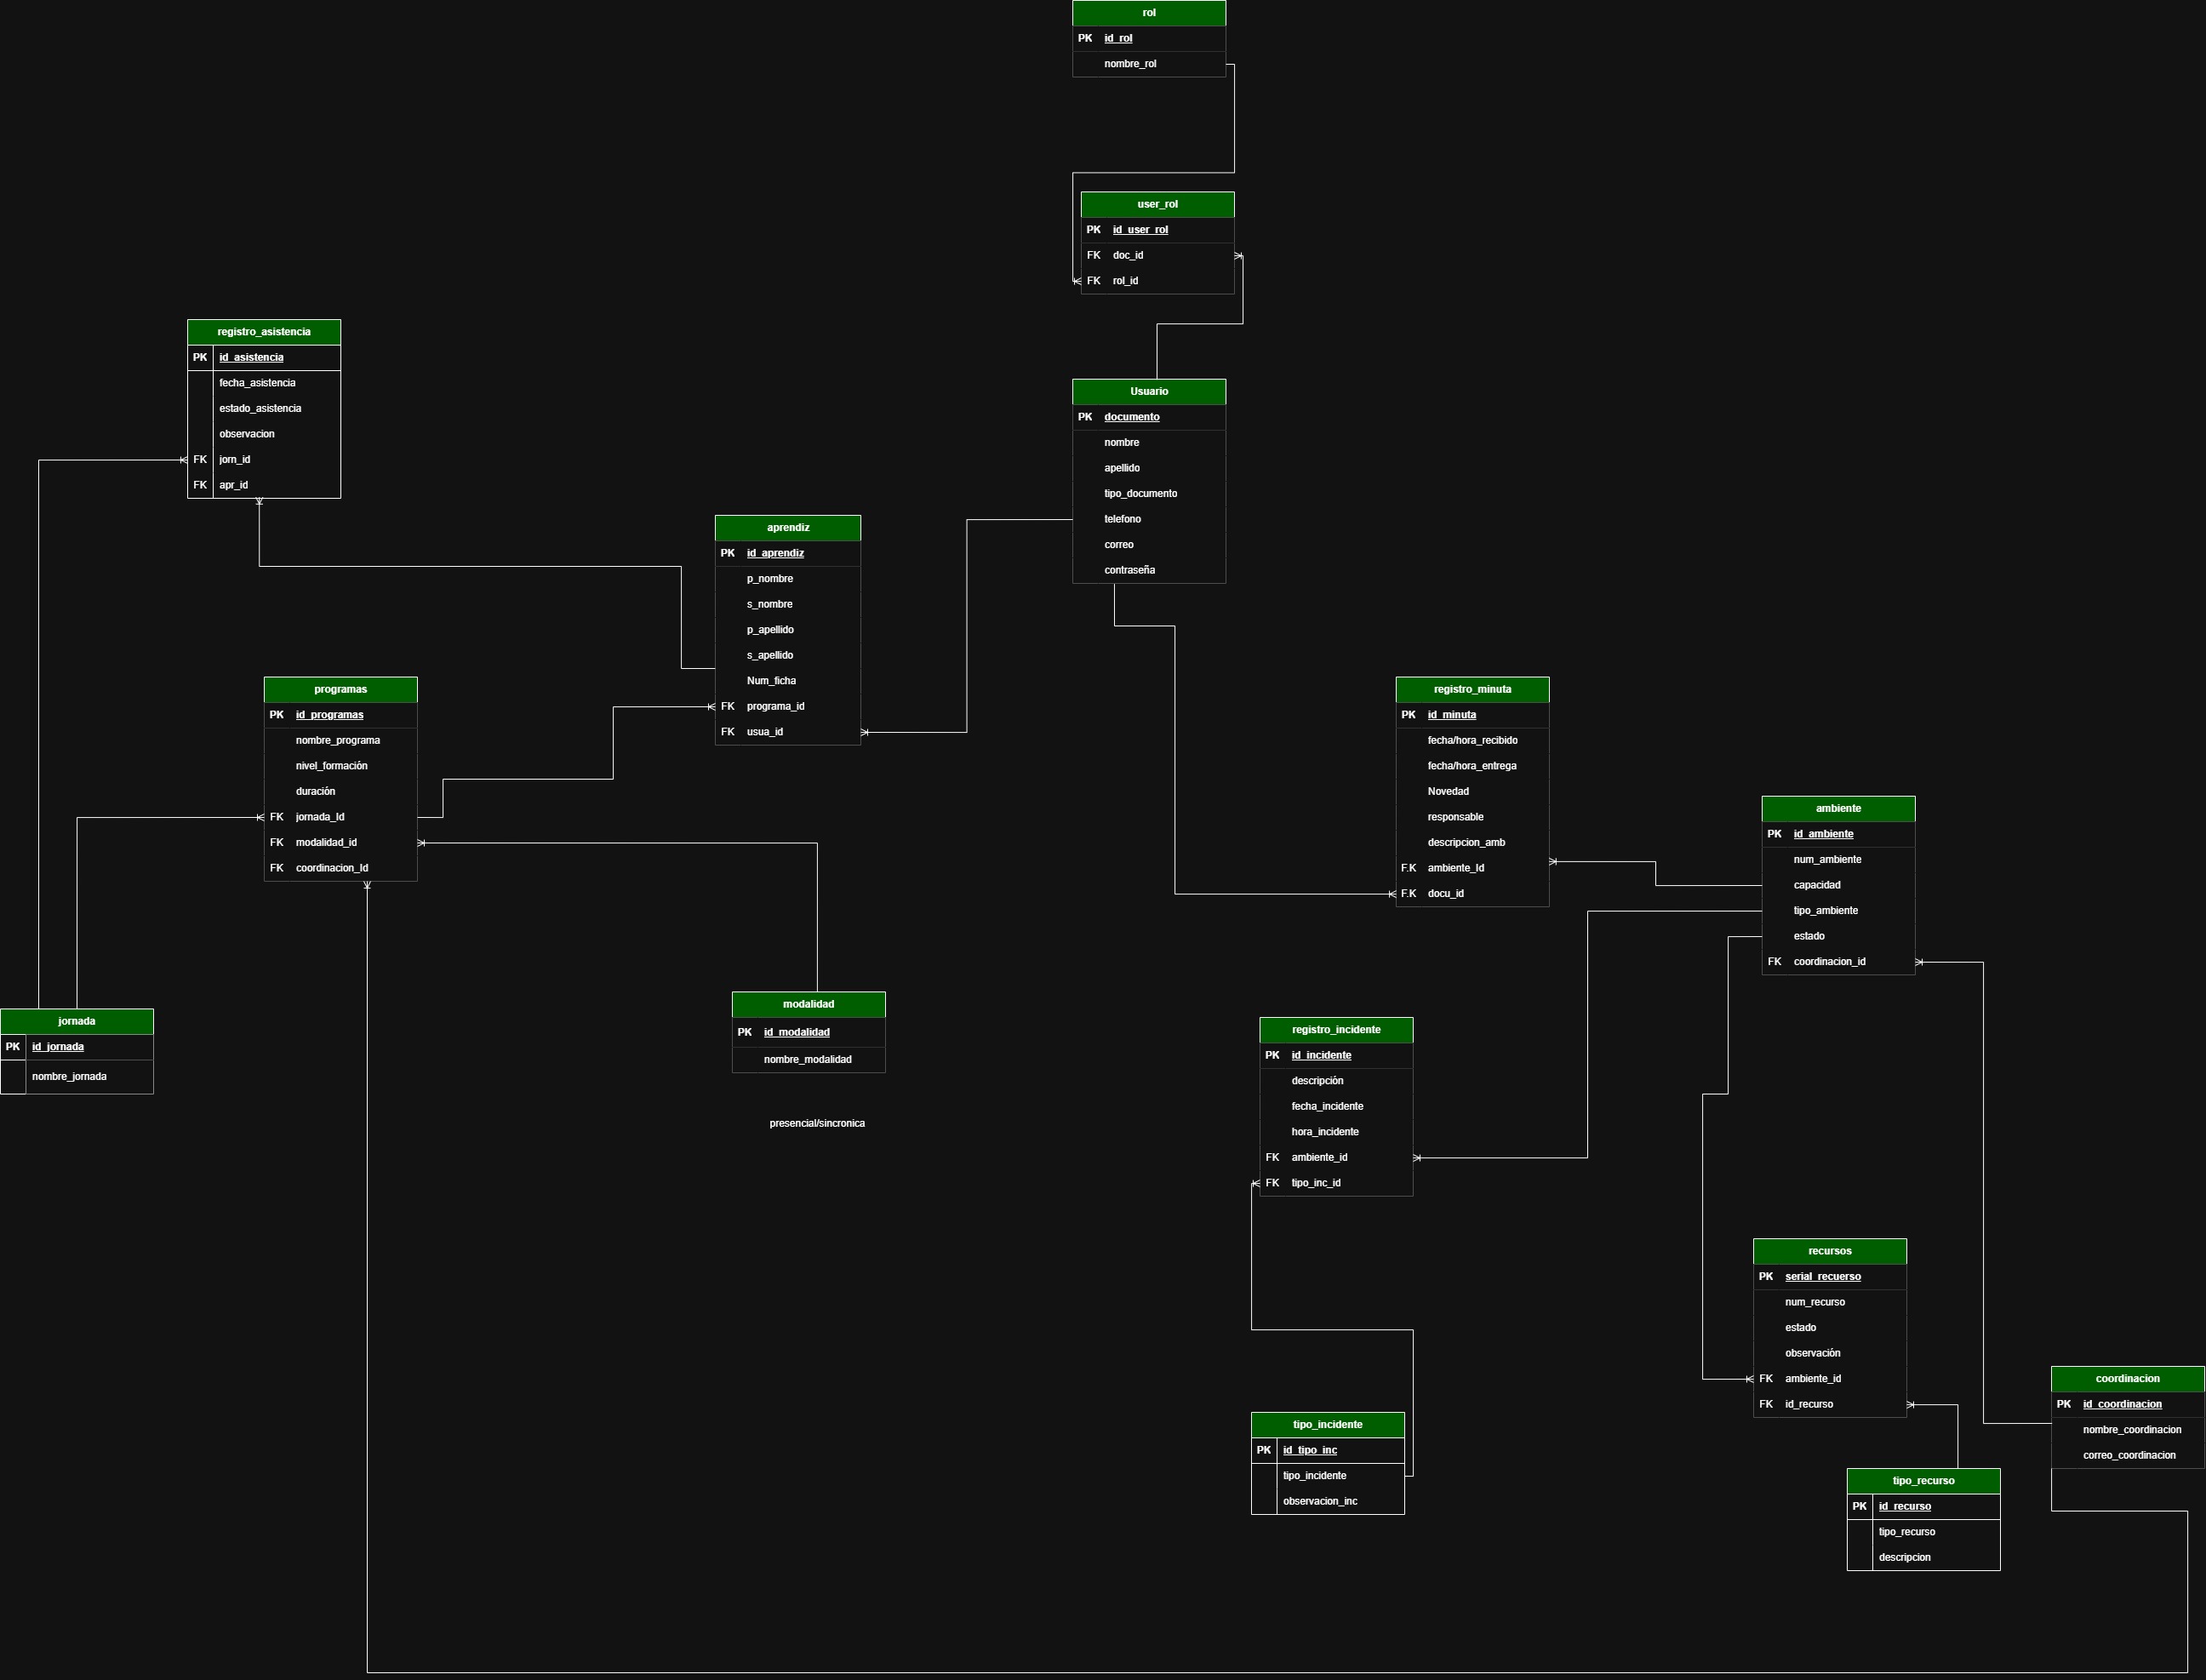 rol
PK id_rol
nombre_rol
user_rol
PK id_user_rol
FK doc_id
FK rol_id
registro_asistencia
PK id_asistencia
fecha_asistencia
estado_asistencia
observacion
FK jorn_id
FK apr_id
Usuario
PK documento
nombre
apellido
tipo_documento
telefono
correo
contraseña
aprendiz
PK id_aprendiz
p_nombre
s_nombre
p_apellido
s_apellido
Num_ficha
FK programa_id
FK usua_id
programas
PK id_programas
nombre_programa
nivel_formación
duración
FK jornada_Id
FK modalidad_id
FK coordinacion_Id
registro_minuta
PK id_minuta
fecha/hora_recibido
fecha/hora_entrega
Novedad
responsable
descripcion_amb
F.K ambiente_Id
F.K docu_id
ambiente
PK id_ambiente
num_ambiente
capacidad
tipo_ambiente
estado
FK coordinacion_id
jornada
PK id_jornada
nombre_jornada
modalidad
PK id_modalidad
nombre_modalidad
presencial/sincronica
registro_incidente
PK id_incidente
descripción
fecha_incidente
hora_incidente
FK ambiente_id
FK tipo_inc_id
recursos
PK serial_recuerso
num_recurso
estado
observación
FK ambiente_id
FK id_recurso
coordinacion
PK id_coordinacion
nombre_coordinacion
correo_coordinacion
tipo_incidente
PK id_tipo_inc
tipo_incidente
observacion_inc
tipo_recurso
PK id_recurso
tipo_recurso
descripcion